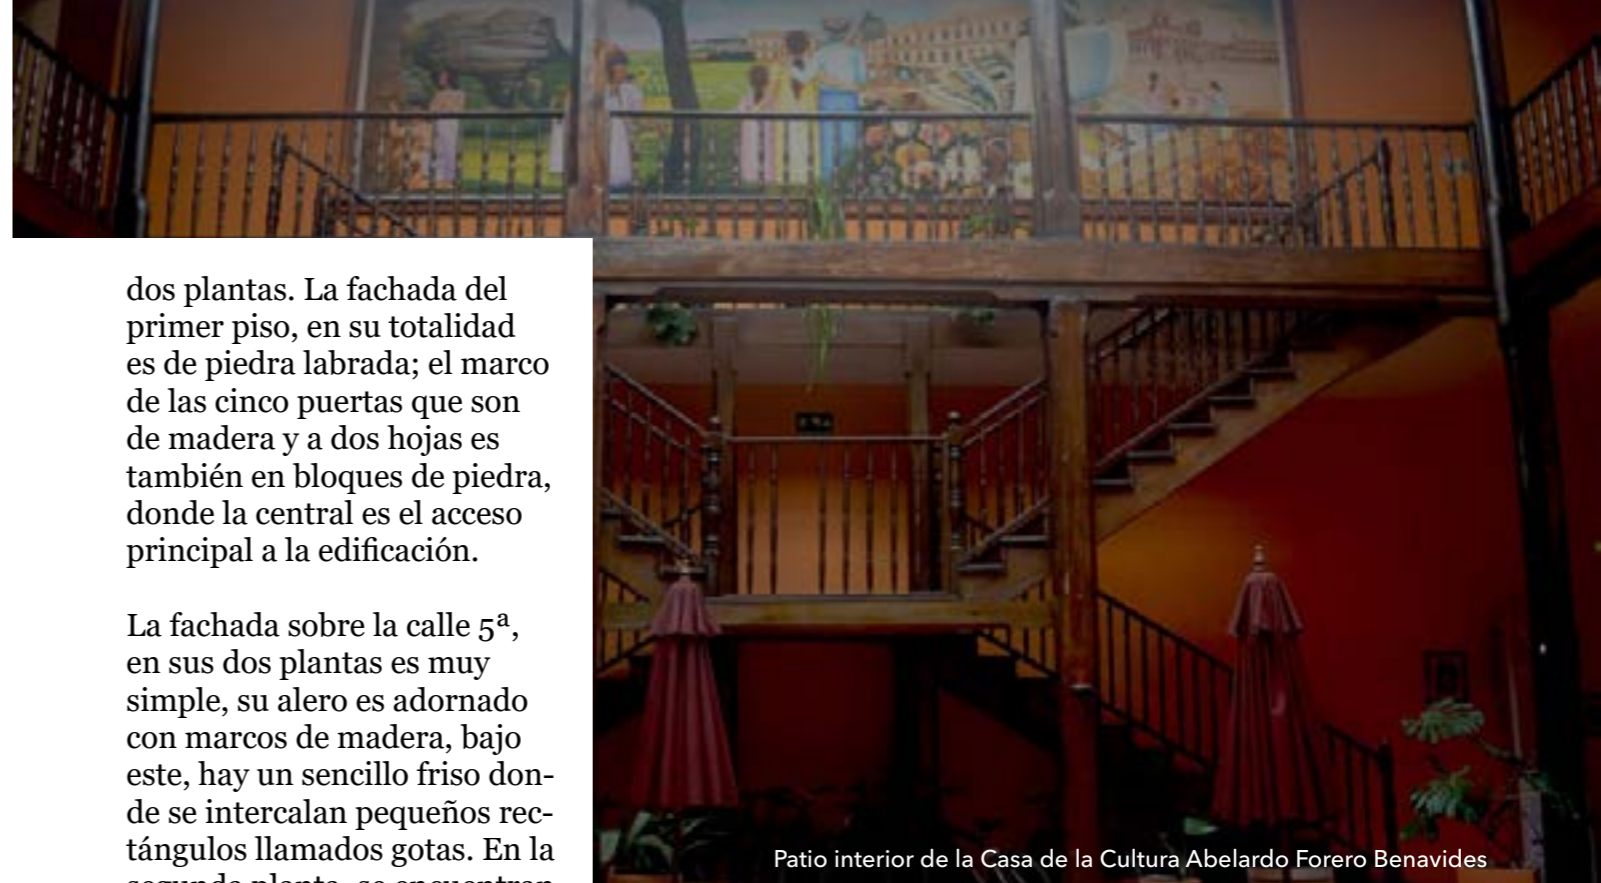 dos plantas. La fachada del
primer piso, en su totalidad
es de piedra labrada; el marco
de las cinco puertas que son
de madera y a dos hojas es
también en bloques de piedra,
donde la central es el acceso
principal a la edificación.
La fachada sobre la calle 5ª,
en sus dos plantas es muy
simple, su alero es adornado
con marcos de madera, bajo
este, hay un sencillo friso don-
de se intercalan pequeños rec-
tángulos llamados gotas. En la
segunda planta, se encuentran
Patio interior de la Casa de la Cultura Abelardo Forero Benavides